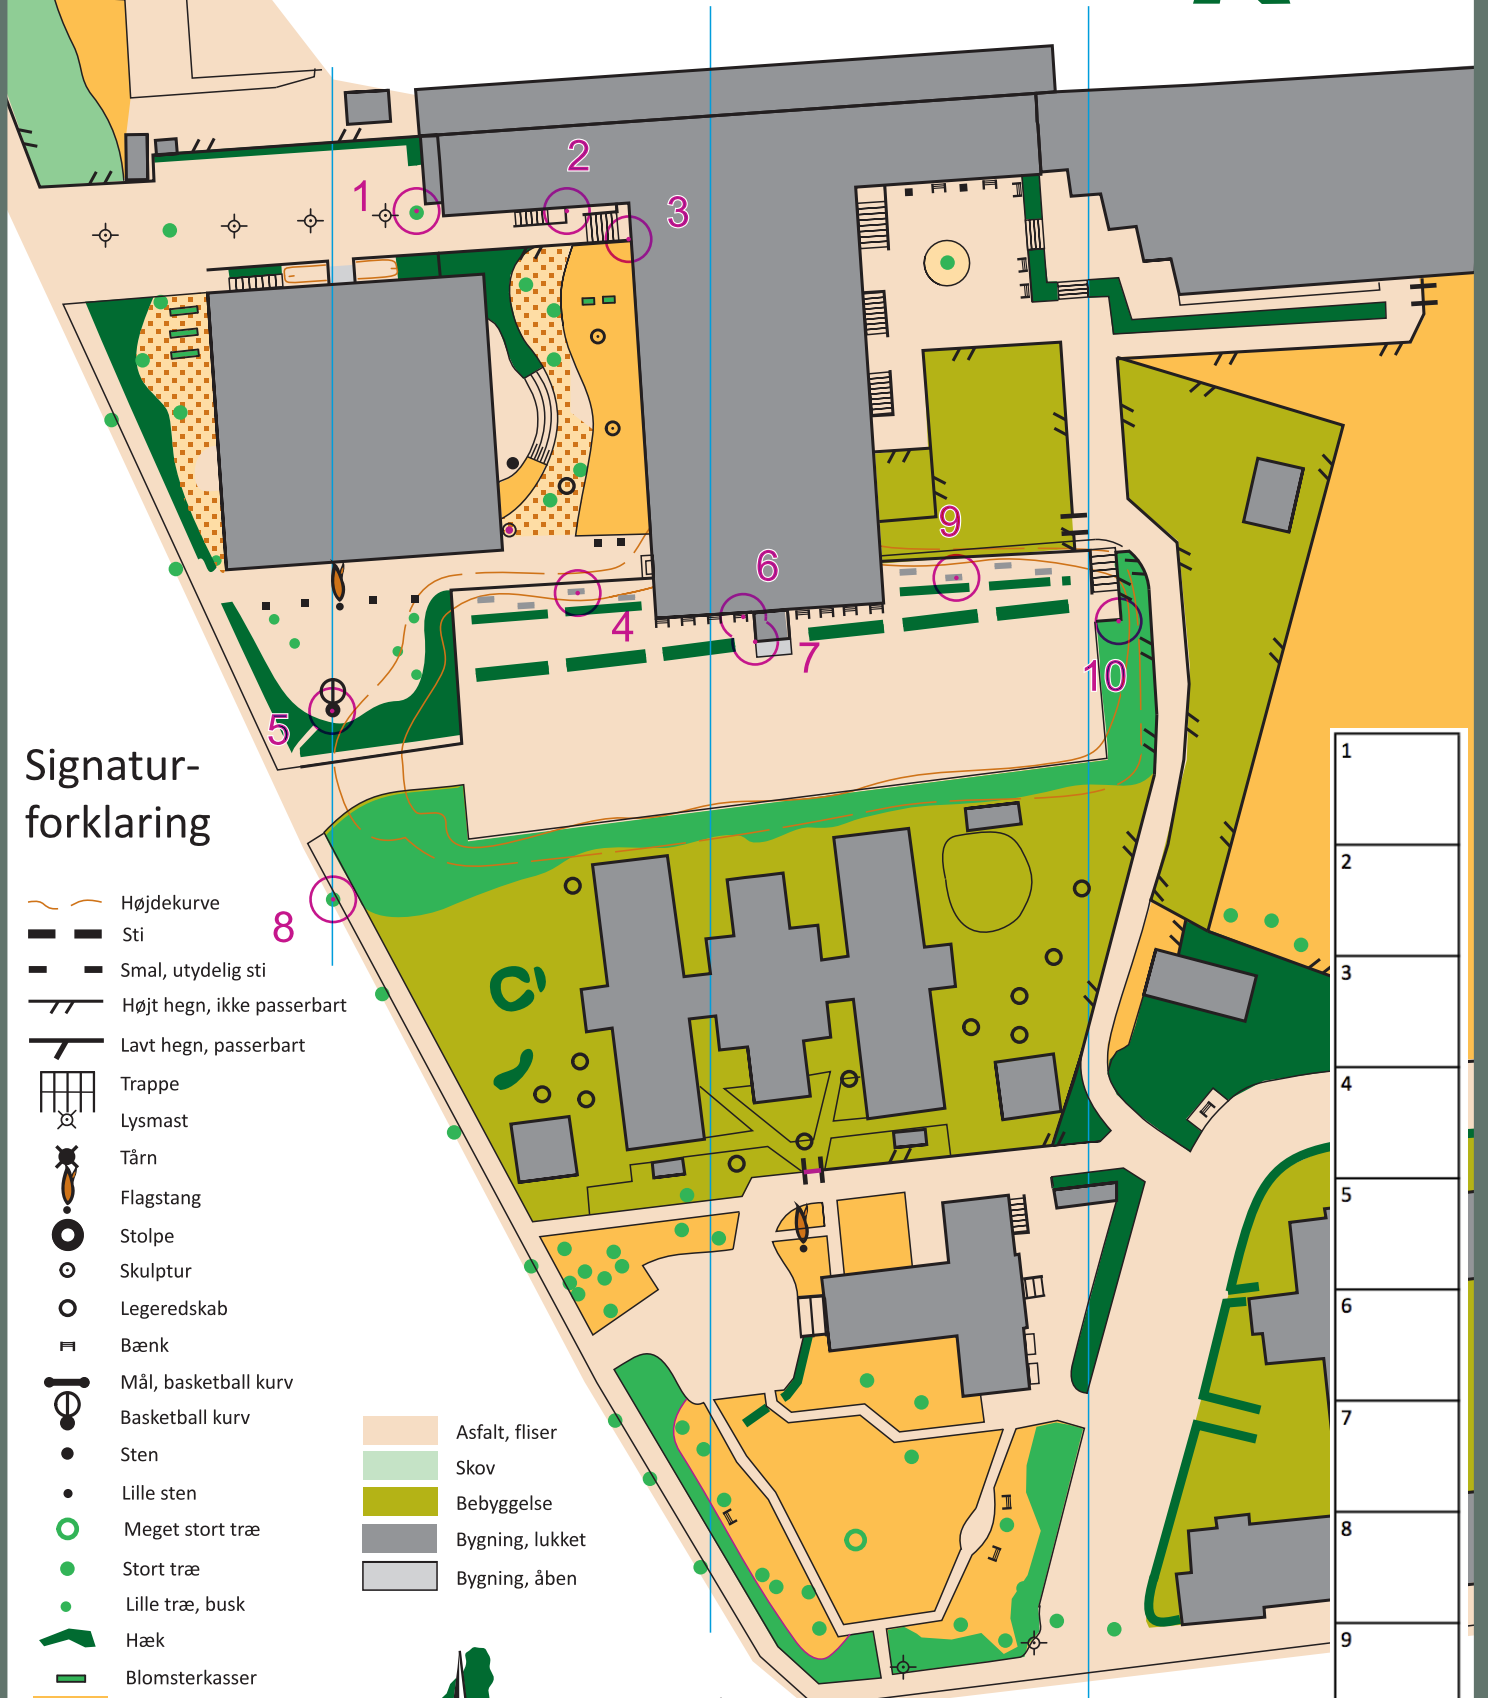 1
2
3
4
5
6
7
8
9
10
Signatur-
forklaring
Højdekurve
Sti
Smal, utydelig sti
Højt hegn, ikke passerbart
Lavt hegn, passerbart
Trappe
Lysmast
Tårn
Flagstang
Stolpe
Skulptur
Legeredskab
Bænk
Mål, basketball kurv
Basketball kurv
Sten
Lille sten
Meget stort træ
Stort træ
Lille træ, busk
Hæk
Blomsterkasser
Asfalt, fliser
Skov
Bebyggelse
Bygning, lukket
Bygning, åben
1
2
3
4
5
6
7
8
9